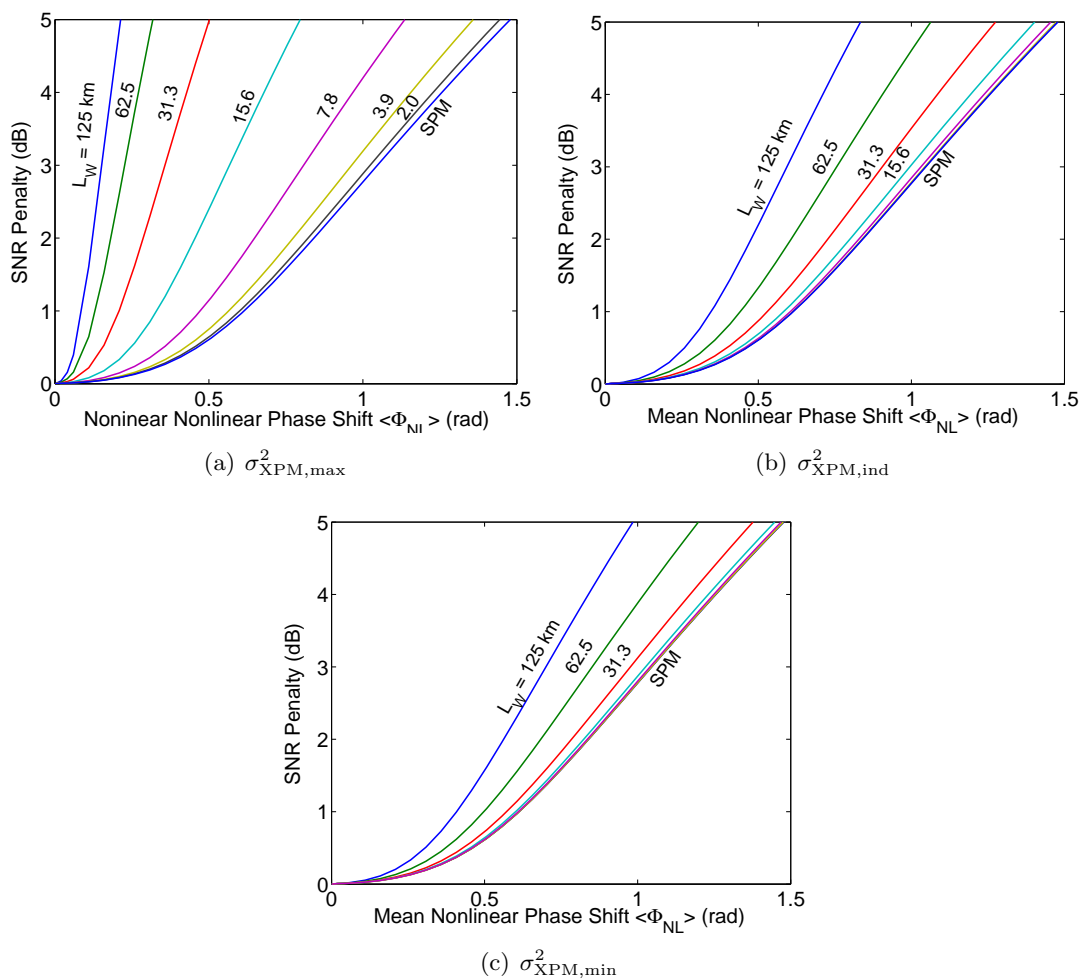 5
4
3
2
1
0
SNR Penalty (dB)
L_W = 125 km
62.5
31.3
15.6
7.8
3.9
2.0
SPM
0
0.5
1
1.5
Noninear Nonlinear Phase Shift <Φ_NL> (rad)
(a) σ²_XPM,max
5
4
3
2
1
0
SNR Penalty (dB)
L_W = 125 km
62.5
31.3
15.6
SPM
0
0.5
1
1.5
Mean Nonlinear Phase Shift <Φ_NL> (rad)
(b) σ²_XPM,ind
5
4
3
2
1
0
SNR Penalty (dB)
L_W = 125 km
62.5
31.3
SPM
0
0.5
1
1.5
Mean Nonlinear Phase Shift <Φ_NL> (rad)
(c) σ²_XPM,min